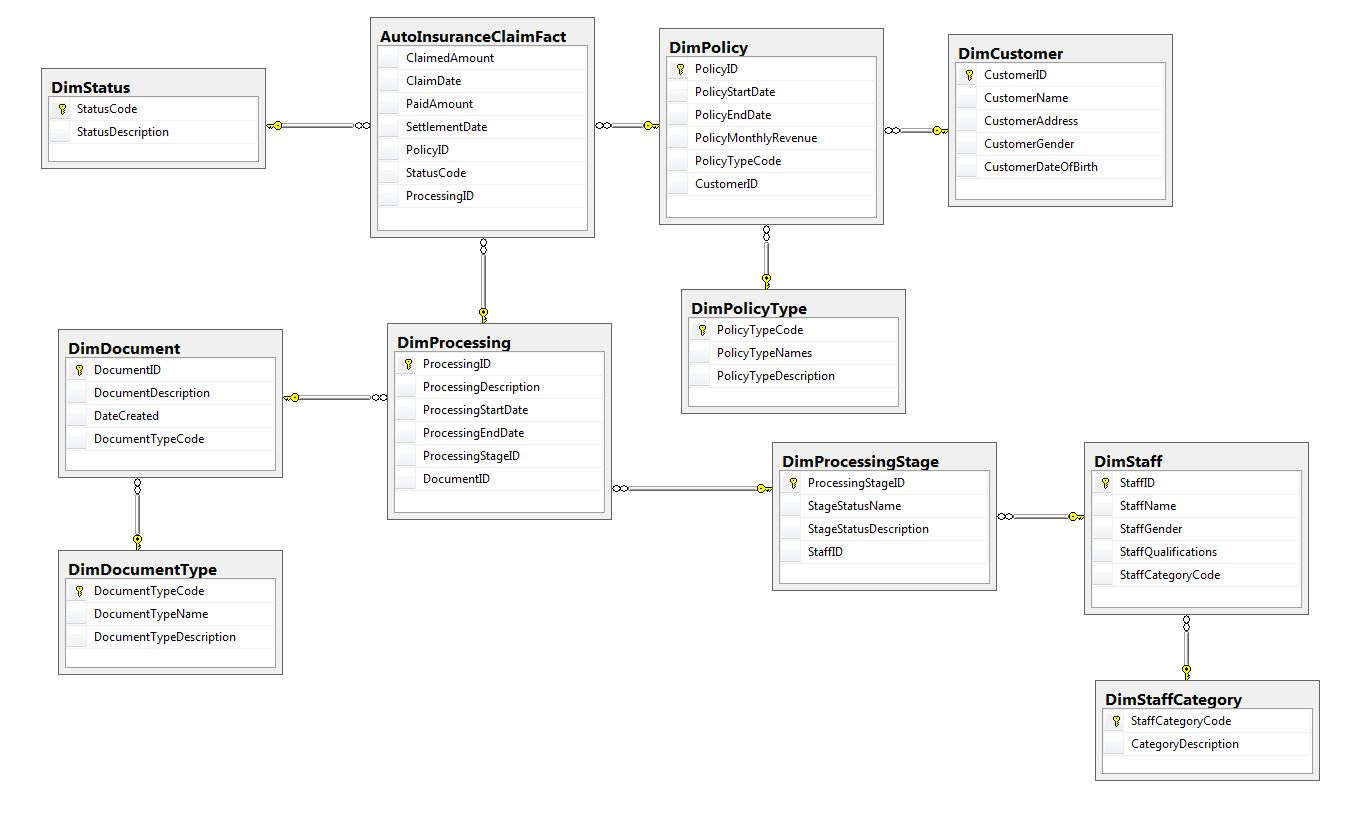 AutoInsuranceClaimFact
ClaimedAmount
ClaimDate
PaidAmount
SettlementDate
PolicyID
StatusCode
ProcessingID
DimPolicy
PolicyID
PolicyStartDate
PolicyEndDate
PolicyMonthlyRevenue
PolicyTypeCode
CustomerID
DimCustomer
CustomerID
CustomerName
CustomerAddress
CustomerGender
CustomerDateOfBirth
DimStatus
StatusCode
StatusDescription
DimPolicyType
PolicyTypeCode
PolicyTypeNames
PolicyTypeDescription
DimDocument
DocumentID
DocumentDescription
DateCreated
DocumentTypeCode
DimProcessing
ProcessingID
ProcessingDescription
ProcessingStartDate
ProcessingEndDate
ProcessingStageID
DocumentID
DimProcessingStage
ProcessingStageID
StageStatusName
StageStatusDescription
StaffID
DimStaff
StaffID
StaffName
StaffGender
StaffQualifications
StaffCategoryCode
DimDocumentType
DocumentTypeCode
DocumentTypeName
DocumentTypeDescription
DimStaffCategory
StaffCategoryCode
CategoryDescription